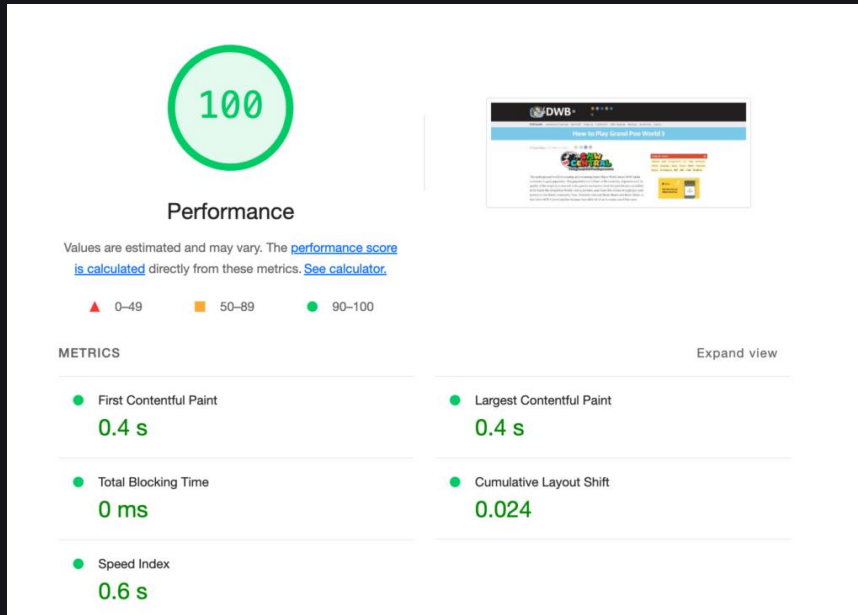 100
DWB
How to Play Grand Poo World 3
SMW
CENTRAL
Performance
Values are estimated and may vary. The performance score
is calculated directly from these metrics. See calculator.
0–49
50–89
90–100
METRICS
Expand view
First Contentful Paint
0.4 s
Largest Contentful Paint
0.4 s
Total Blocking Time
0 ms
Cumulative Layout Shift
0.024
Speed Index
0.6 s